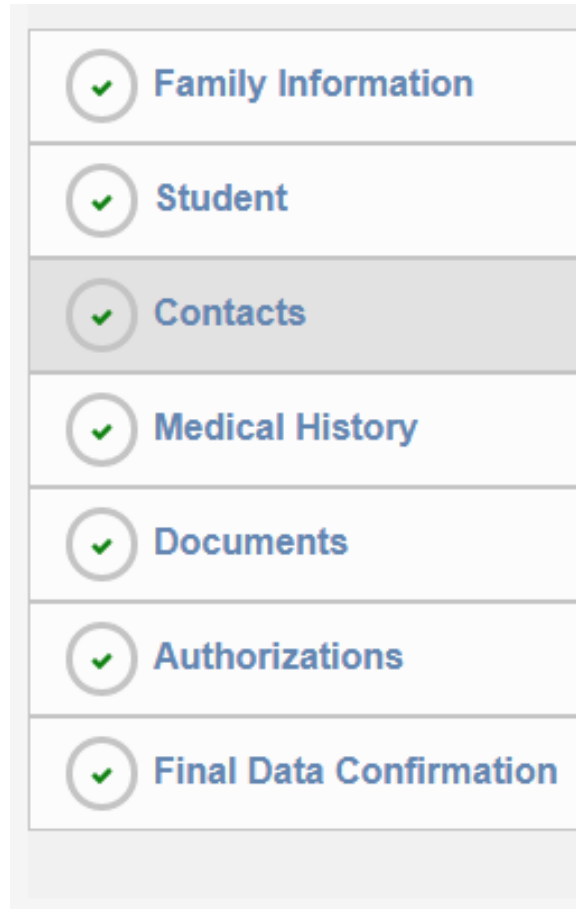 Family Information
Student
Contacts
Medical History
Documents
Authorizations
Final Data Confirmation